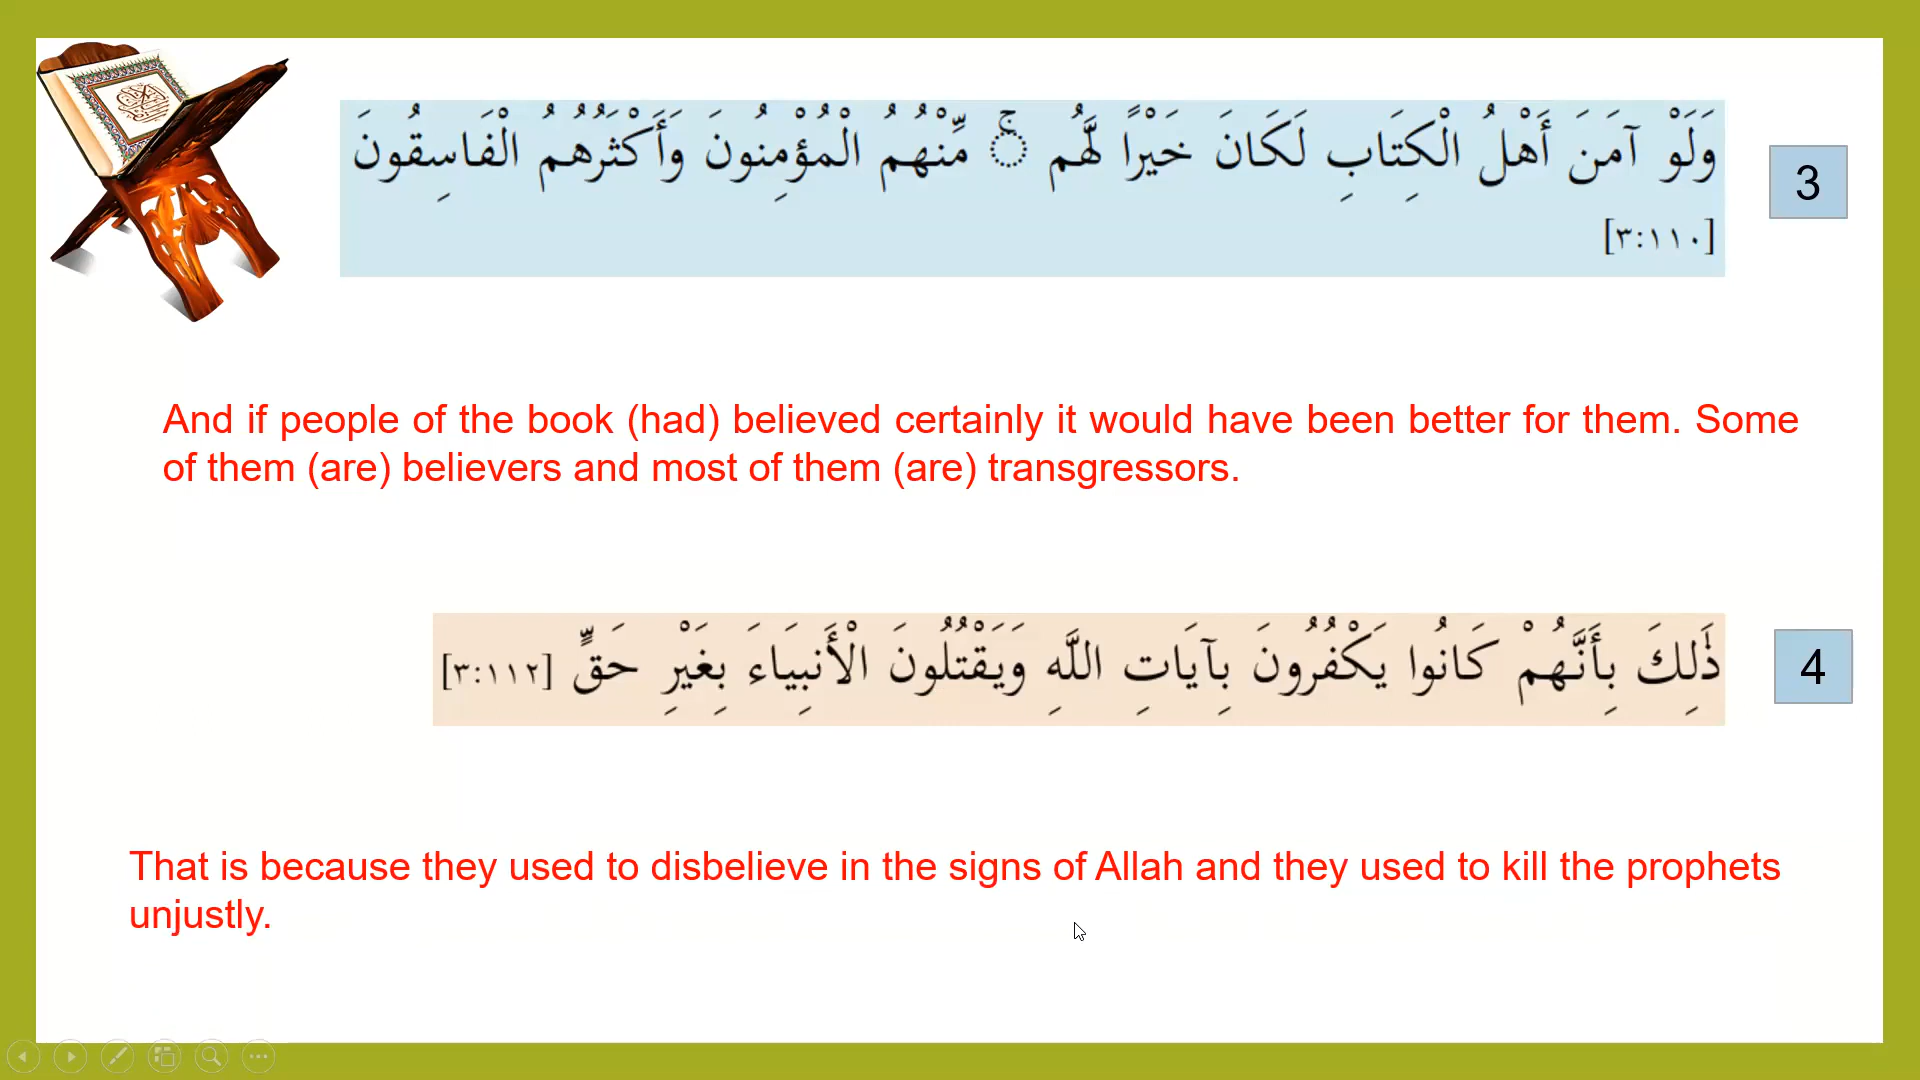 وَلَوْ آمَنَ أَهْلُ الْكِتَابِ لَكَانَ خَيْرًا لَّهُم ۚ مِّنْهُمُ الْمُؤْمِنُونَ وَأَكْثَرُهُمُ الْفَاسِقُونَ
[٣:١١٠]
3
And if people of the book (had) believed certainly it would have been better for them. Some
of them (are) believers and most of them (are) transgressors.
ذَٰلِكَ بِأَنَّهُمْ كَانُوا يَكْفُرُونَ بِآيَاتِ اللَّهِ وَيَقْتُلُونَ الْأَنبِيَاءَ بِغَيْرِ حَقٍّ [٣:١١٢]
4
That is because they used to disbelieve in the signs of Allah and they used to kill the prophets
unjustly.